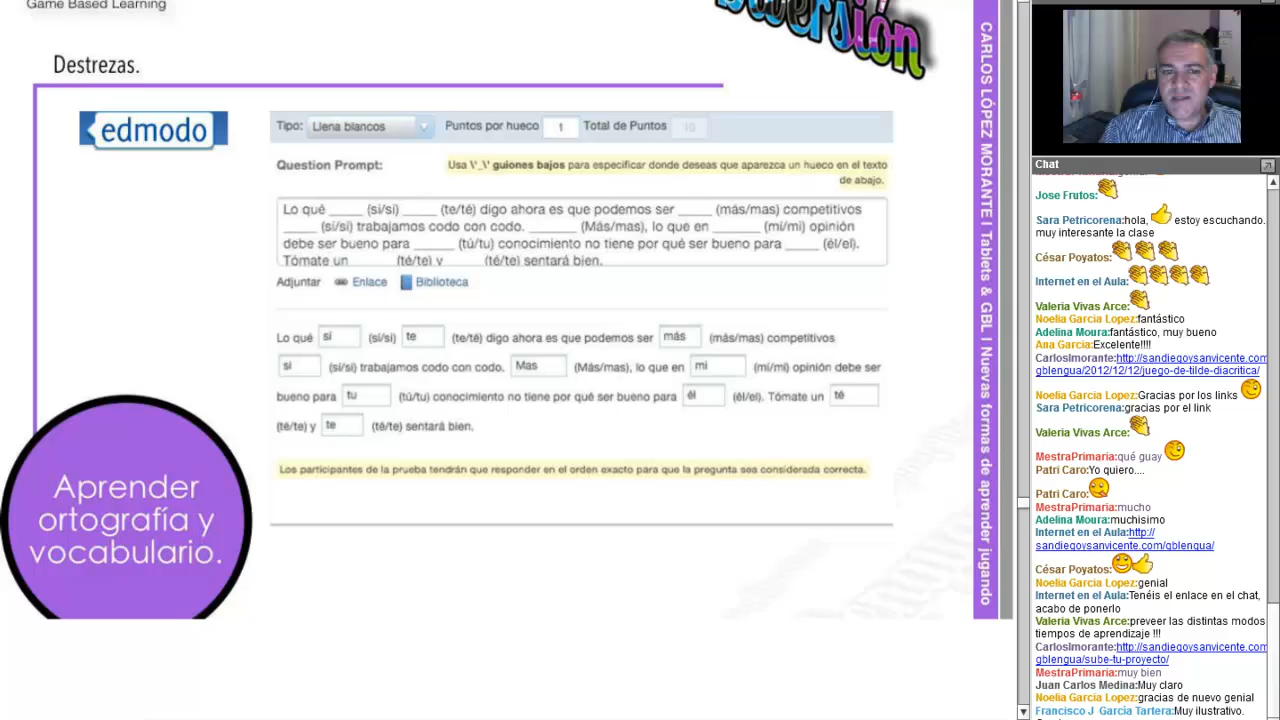 Game Based Learning
diversión
Destrezas.
edmodo
Tipo: Llena blancos Puntos por hueco 1 Total de Puntos 10
Question Prompt: Usa \'_\' guiones bajos para especificar donde deseas que aparezca un hueco en el texto
de abajo.
Lo qué _____ (sí/si) _____ (te/té) digo ahora es que podemos ser _____ (más/mas) competitivos
_____ (sí/si) trabajamos codo con codo. _______ (Más/mas), lo que en _______ (mí/mi) opinión
debe ser bueno para ______ (tú/tu) conocimiento no tiene por qué ser bueno para _____ (él/el).
Tómate un _______ (té/te) y ______ (té/te) sentará bien.
Adjuntar Enlace Biblioteca
Lo qué sí (sí/si) te (te/té) digo ahora es que podemos ser más (más/mas) competitivos
si (sí/si) trabajamos codo con codo. Mas (Más/mas), lo que en mi (mí/mi) opinión debe ser
bueno para tu (tú/tu) conocimiento no tiene por qué ser bueno para él (él/el). Tómate un té
(té/te) y te (té/te) sentará bien.
Los participantes de la prueba tendrán que responder en el orden exacto para que la pregunta sea considerada correcta.
Aprender
ortografía y
vocabulario.
CARLOS LÓPEZ MORANTE I Tablets & GBL I Nuevas formas de aprender jugando
Chat
Jose Frutos:
Sara Petricorena:hola, estoy escuchando.
muy interesante la clase
César Poyatos:
Internet en el Aula:
Valeria Vivas Arce:
Noelia Garcia Lopez:fantástico
Adelina Moura:fantástico, muy bueno
Ana Garcia:Excelente!!!!
CarlosImorante:http://sandiegoysanvicente.com
gblengua/2012/12/12/juego-de-tilde-diacritica/
Noelia Garcia Lopez:Gracias por los links
Sara Petricorena:gracias por el link
Valeria Vivas Arce:
MestraPrimaria:qué guay
Patri Caro:Yo quiero....
Patri Caro:
MestraPrimaria:mucho
Adelina Moura:muchisimo
Internet en el Aula:http://
sandiegoysanvicente.com/gblengua/
César Poyatos:
Noelia Garcia Lopez:genial
Internet en el Aula:Tenéis el enlace en el chat,
acabo de ponerlo
Valeria Vivas Arce:preveer las distintas modos
tiempos de aprendizaje !!!
CarlosImorante:http://sandiegoysanvicente.com
gblengua/sube-tu-proyecto/
MestraPrimaria:muy bien
Juan Carlos Medina:Muy claro
Noelia Garcia Lopez:gracias de nuevo genial
Francisco J Garcia Tartera:Muy ilustrativo.